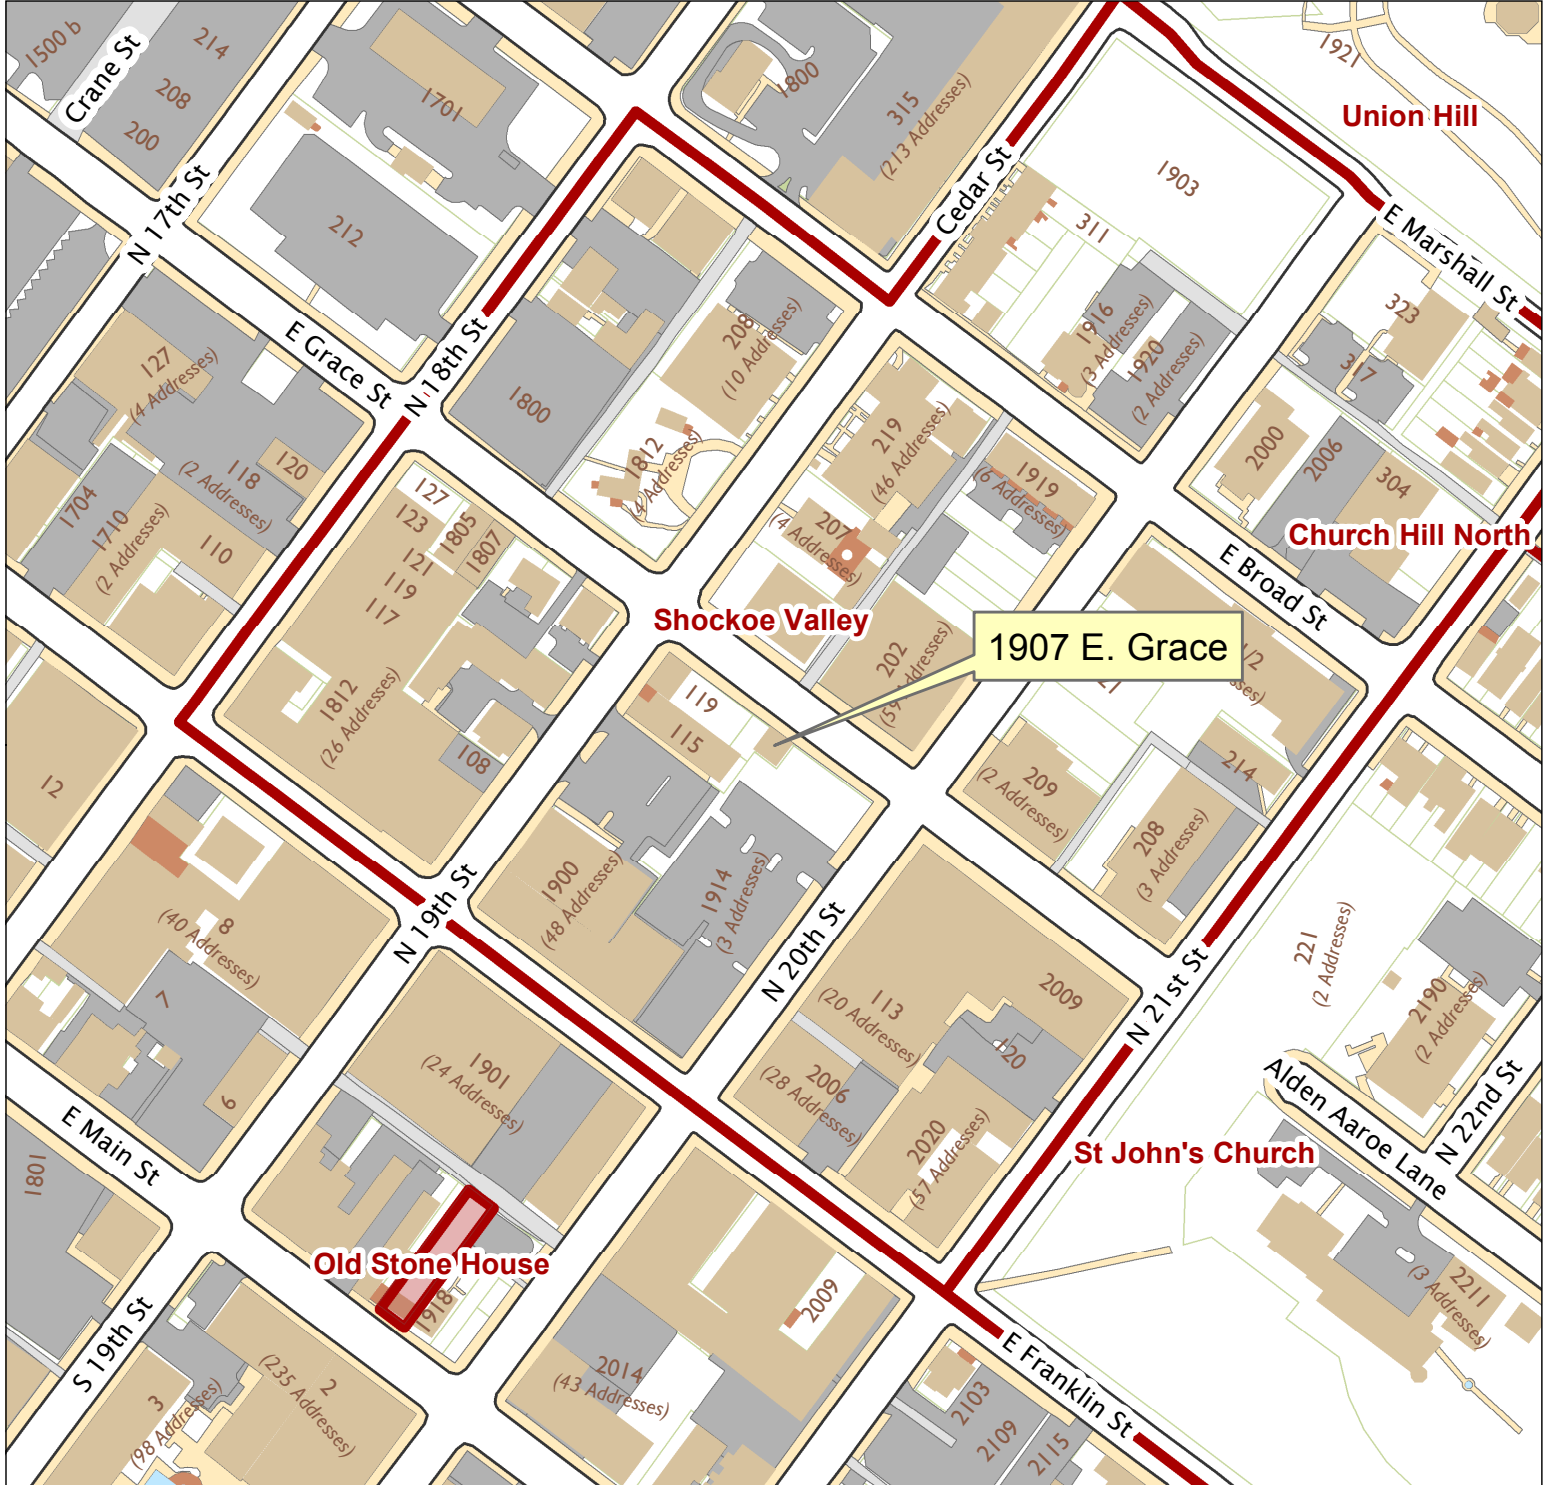 1500 b
Crane St
214
208
200
1701
1800
315
(213 Addresses)
1921
Union Hill
1903
Cedar St
311
E Marshall St
N 17th St
212
E Grace St
N 18th St
127
(4 Addresses)
118
(2 Addresses)
120
1704
1710
(2 Addresses)
110
1800
208
(10 Addresses)
1812
(4 Addresses)
1916
(3 Addresses)
1920
(2 Addresses)
323
317
2000
2006
304
Church Hill North
E Broad St
219
(46 Addresses)
1919
(6 Addresses)
207
(4 Addresses)
127
123
1805
1807
121
119
117
1812
(26 Addresses)
108
Shockoe Valley
1907 E. Grace
202
119
115
1/2
21
209
(2 Addresses)
214
208
(3 Addresses)
12
8
(40 Addresses)
7
6
N 19th St
1900
(48 Addresses)
1914
(3 Addresses)
N 20th St
2009
113
(20 Addresses)
120
2006
(28 Addresses)
2020
(57 Addresses)
N 21st St
221
(2 Addresses)
2190
(2 Addresses)
Alden Aaroe Lane
N 22nd St
St John's Church
1901
(24 Addresses)
E Main St
1801
Old Stone House
1918
S 19th St
3
(98 Addresses)
2
(235 Addresses)
2009
2014
(43 Addresses)
E Franklin St
2103
2109
2115
2211
(3 Addresses)